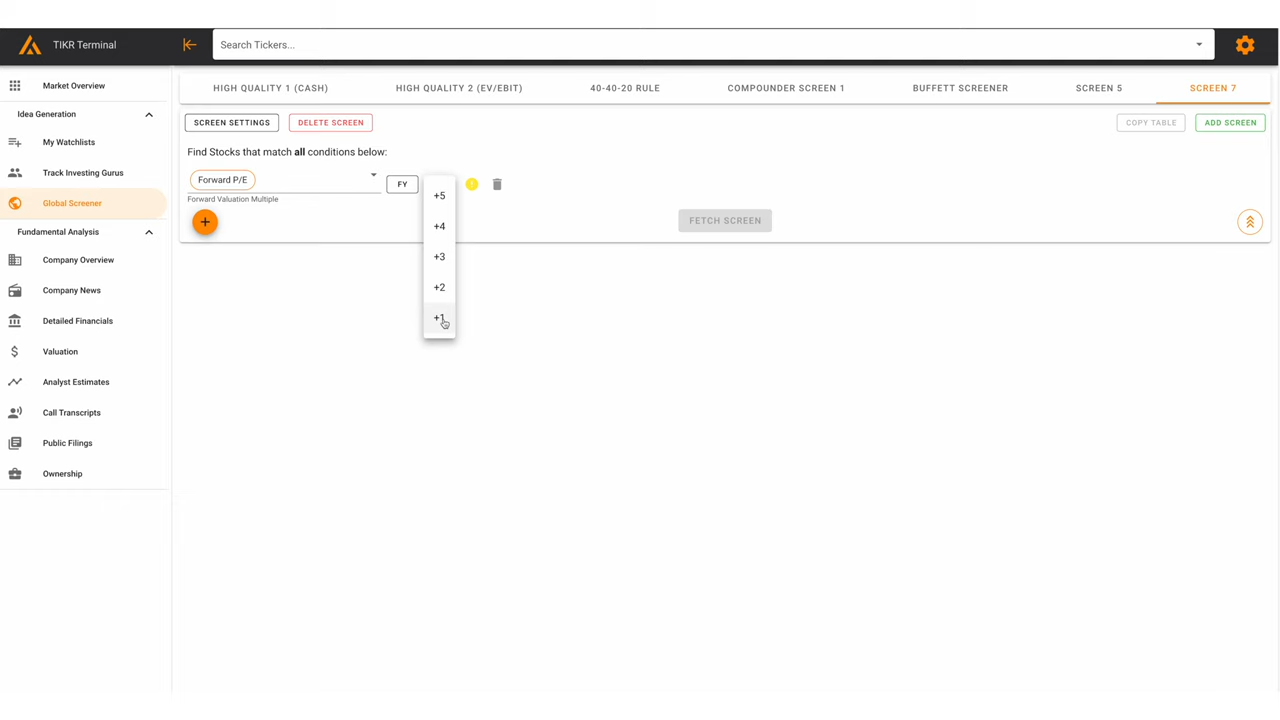 TIKR Terminal
Search Tickers...
Market Overview
Idea Generation
My Watchlists
Track Investing Gurus
Global Screener
Fundamental Analysis
Company Overview
Company News
Detailed Financials
Valuation
Analyst Estimates
Call Transcripts
Public Filings
Ownership
HIGH QUALITY 1 (CASH) HIGH QUALITY 2 (EV/EBIT) 40-40-20 RULE COMPOUNDER SCREEN 1 BUFFETT SCREENER SCREEN 5 SCREEN 7
SCREEN SETTINGS DELETE SCREEN COPY TABLE ADD SCREEN
Find Stocks that match all conditions below:
Forward P/E FY
Forward Valuation Multiple
+5
+4
+3
+2
+1
FETCH SCREEN